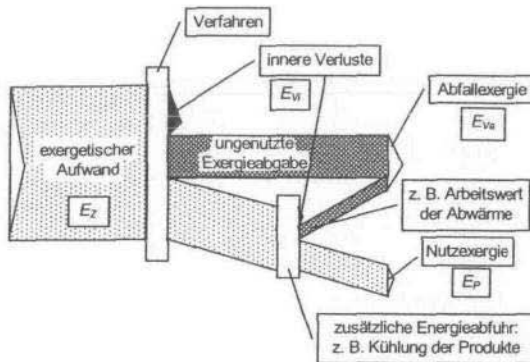 Verfahren
innere Verluste
E_Vi
Abfallexergie
E_Va
exergetischer
Aufwand
E_Z
ungenutzte
Exergieabgabe
z. B. Arbeitswert
der Abwärme
Nutzexergie
E_P
zusätzliche Energieabfuhr:
z. B. Kühlung der Produkte